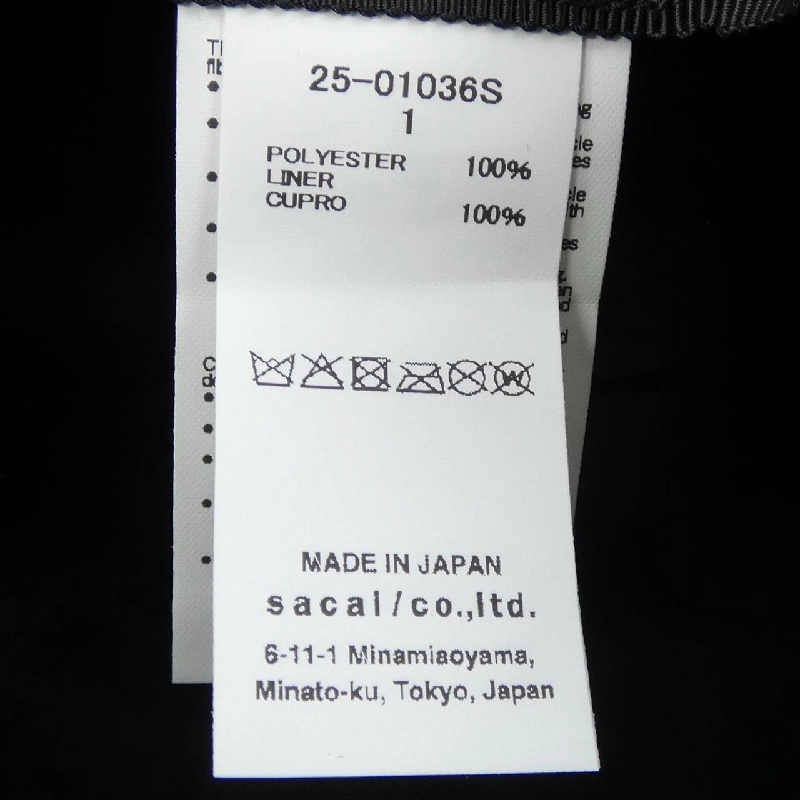 25-01036S
1
POLYESTER 100%
LINER
CUPRO 100%
W
MADE IN JAPAN
sacai/co.,ltd.
6-11-1 Minamiaoyama,
Minato-ku, Tokyo, Japan